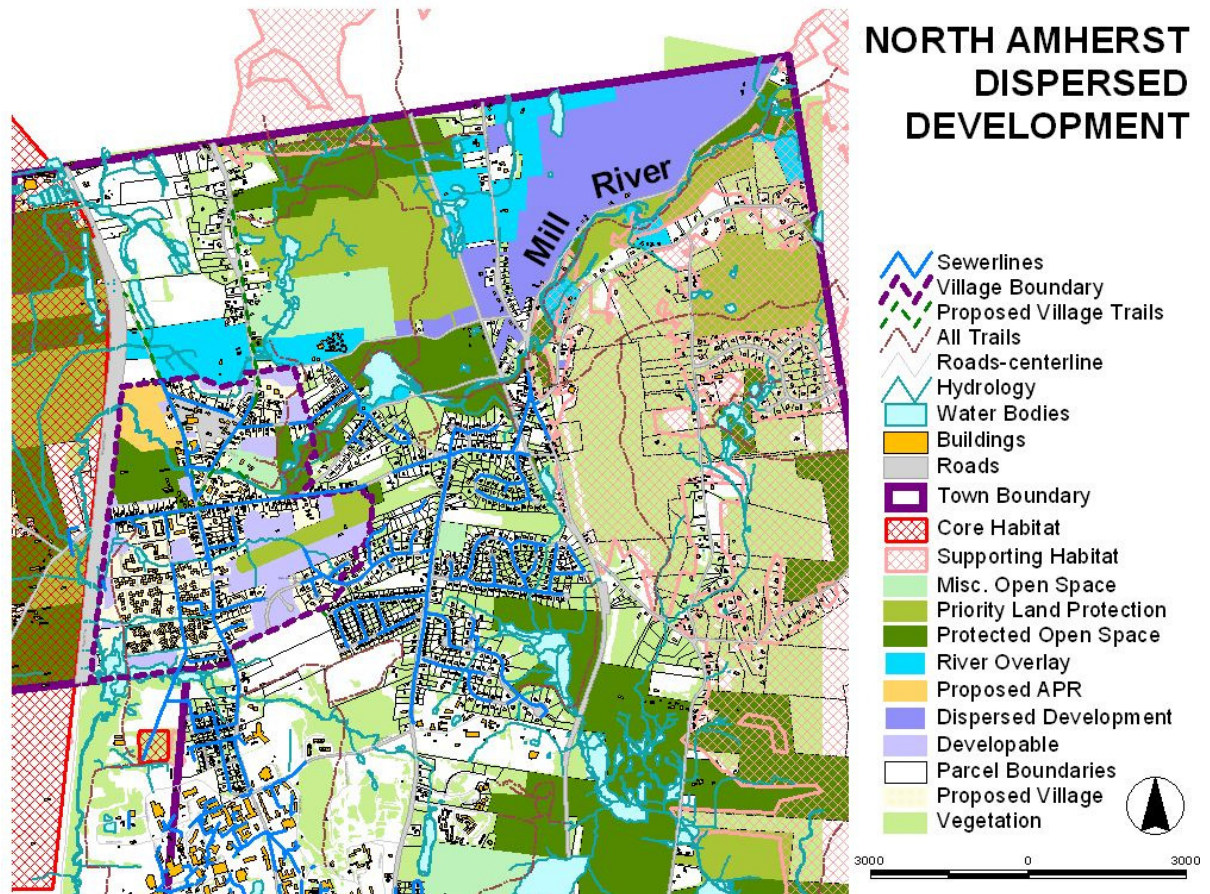 NORTH AMHERST
DISPERSED
DEVELOPMENT
Mill River
Sewerlines
Village Boundary
Proposed Village Trails
All Trails
Roads-centerline
Hydrology
Water Bodies
Buildings
Roads
Town Boundary
Core Habitat
Supporting Habitat
Misc. Open Space
Priority Land Protection
Protected Open Space
River Overlay
Proposed APR
Dispersed Development
Developable
Parcel Boundaries
Proposed Village
Vegetation
3000 0 3000